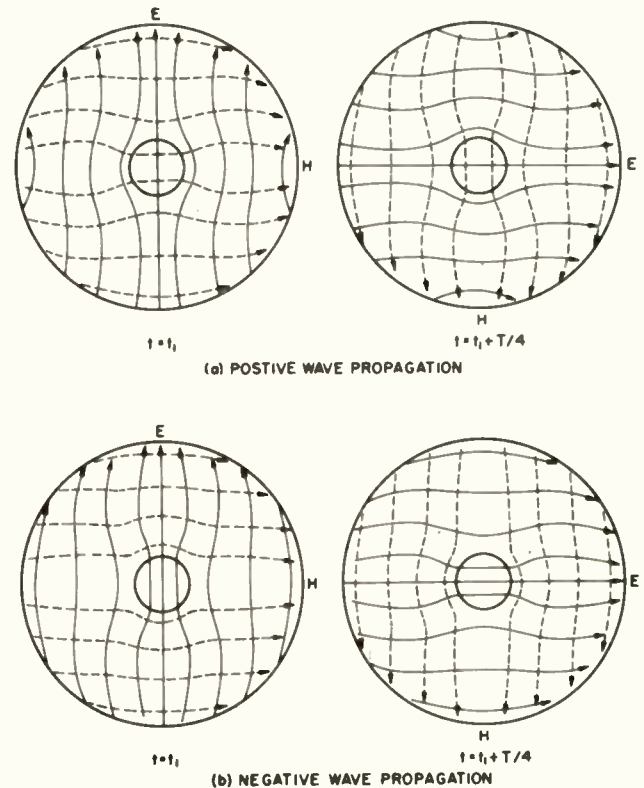 E
H
E
H
t=t₁
t=t₁+T/4
(a) POSTIVE WAVE PROPAGATION
E
H
E
H
t=t₁
t=t₁+T/4
(b) NEGATIVE WAVE PROPAGATION